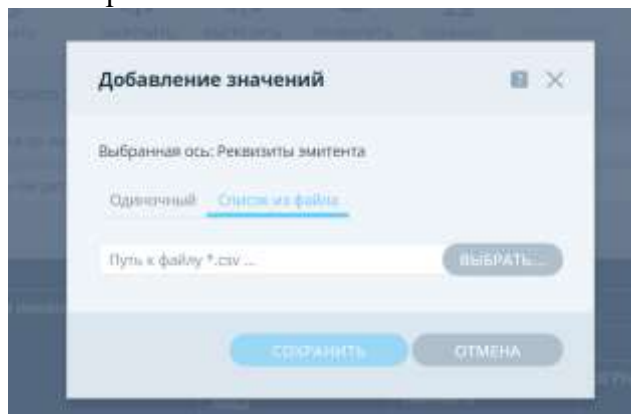 Добавление значений
Выбранная ось: Реквизиты эмитента
Одиночный Список из файла
Путь к файлу *.csv ... ВЫБРАТЬ...
СОХРАНИТЬ ОТМЕНА